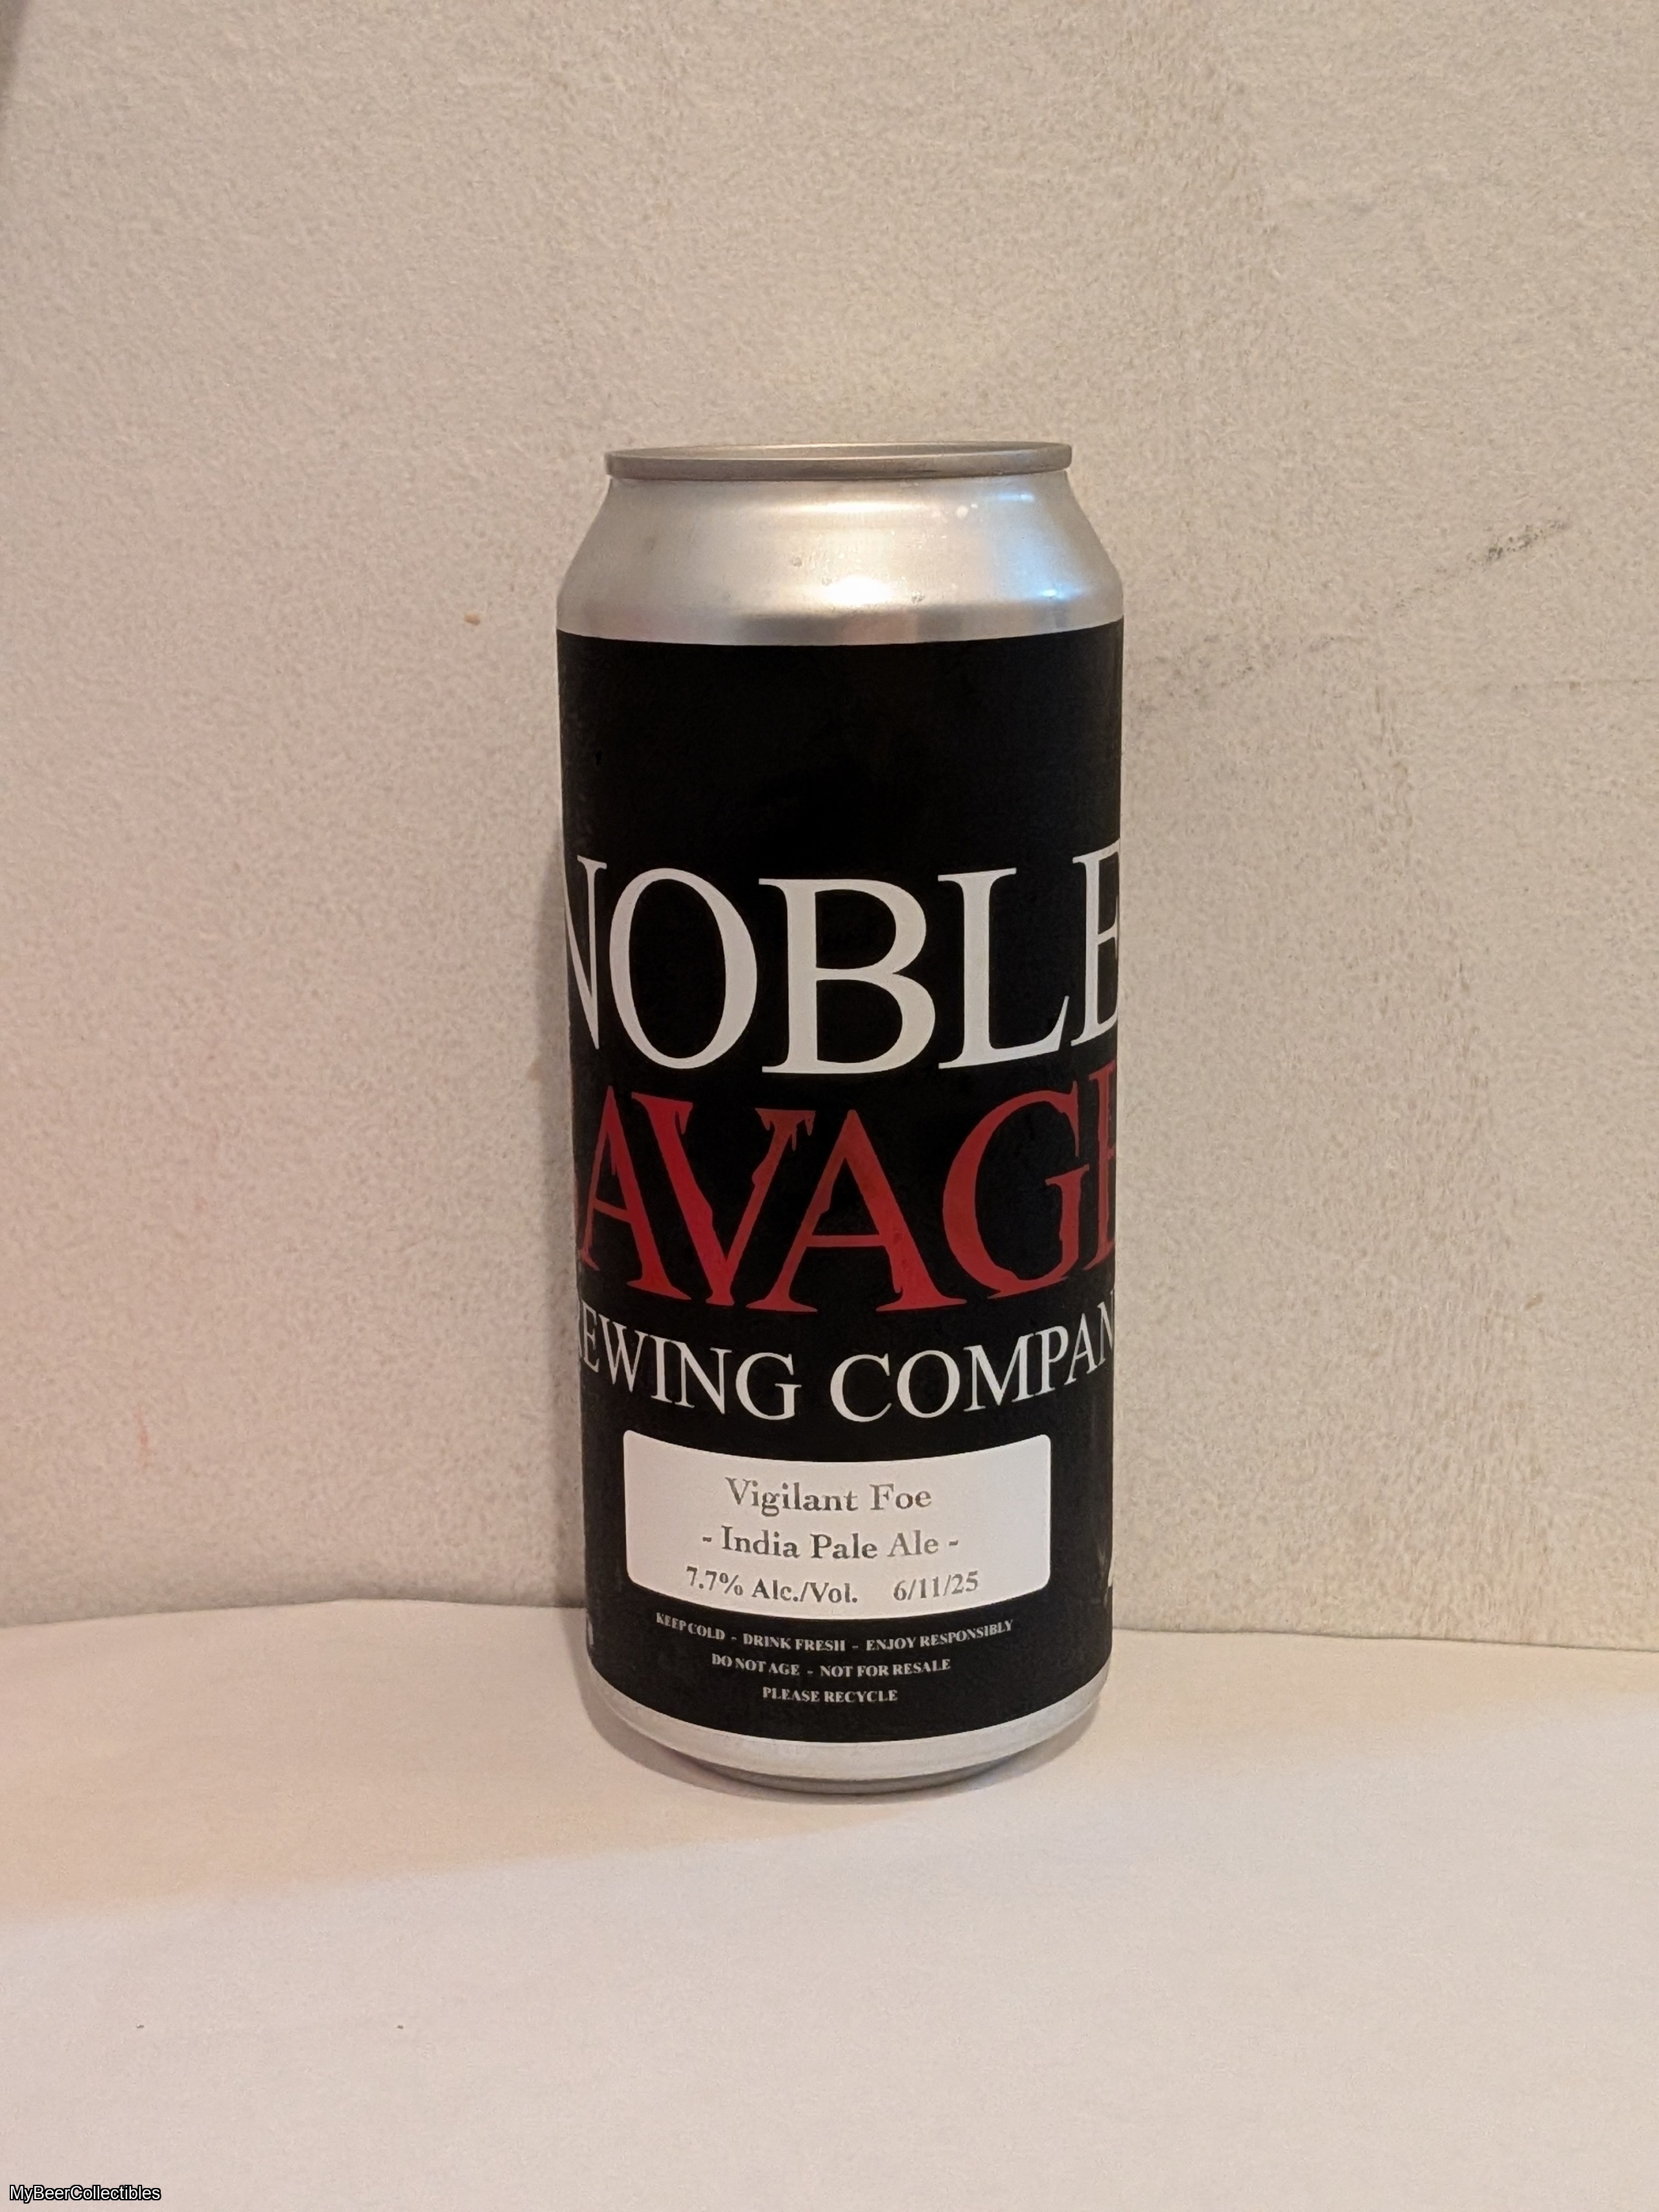 NOBLE
AVAGE
EWING COMPAN
Vigilant Foe
- India Pale Ale -
7.7% Alc./Vol. 6/11/25
KEEP COLD - DRINK FRESH - ENJOY RESPONSIBLY
DO NOT AGE - NOT FOR RESALE
PLEASE RECYCLE
MyBeerCollectibles